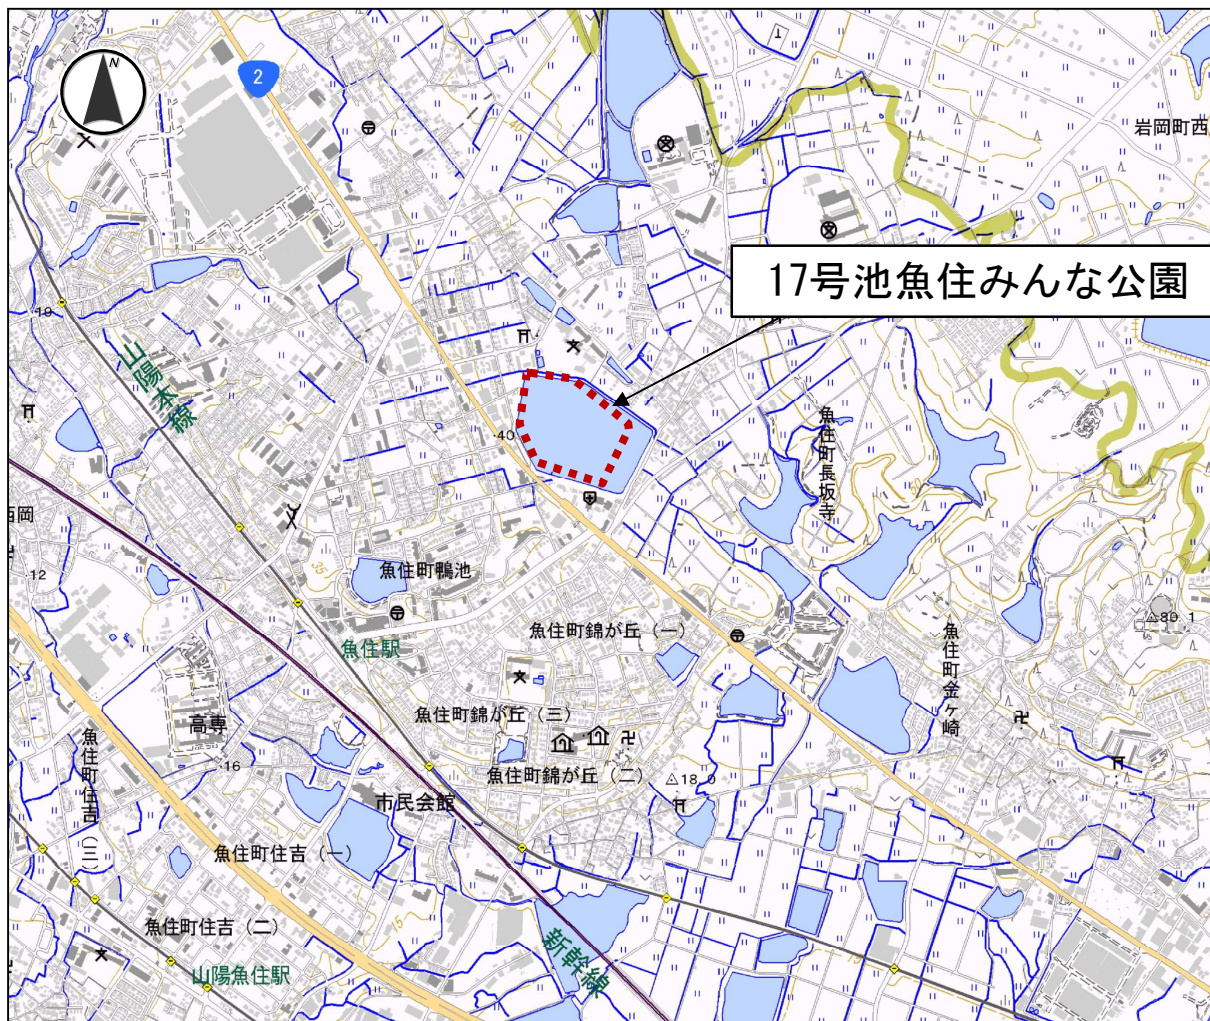 N
2
40
岩岡町西
17号池魚住みんな公園
19
山陽本線
40
魚住町長坂寺
西岡
35
12
魚住町鴨池
魚住町錦が丘（一）
80.1
魚住駅
魚住町金ヶ崎
魚住町錦が丘（三）
高専
魚住町住吉（三）
16
魚住町錦が丘（二）
18.0
市民会館
魚住町住吉（一）
魚住町住吉（二）
15
新幹線
山陽魚住駅